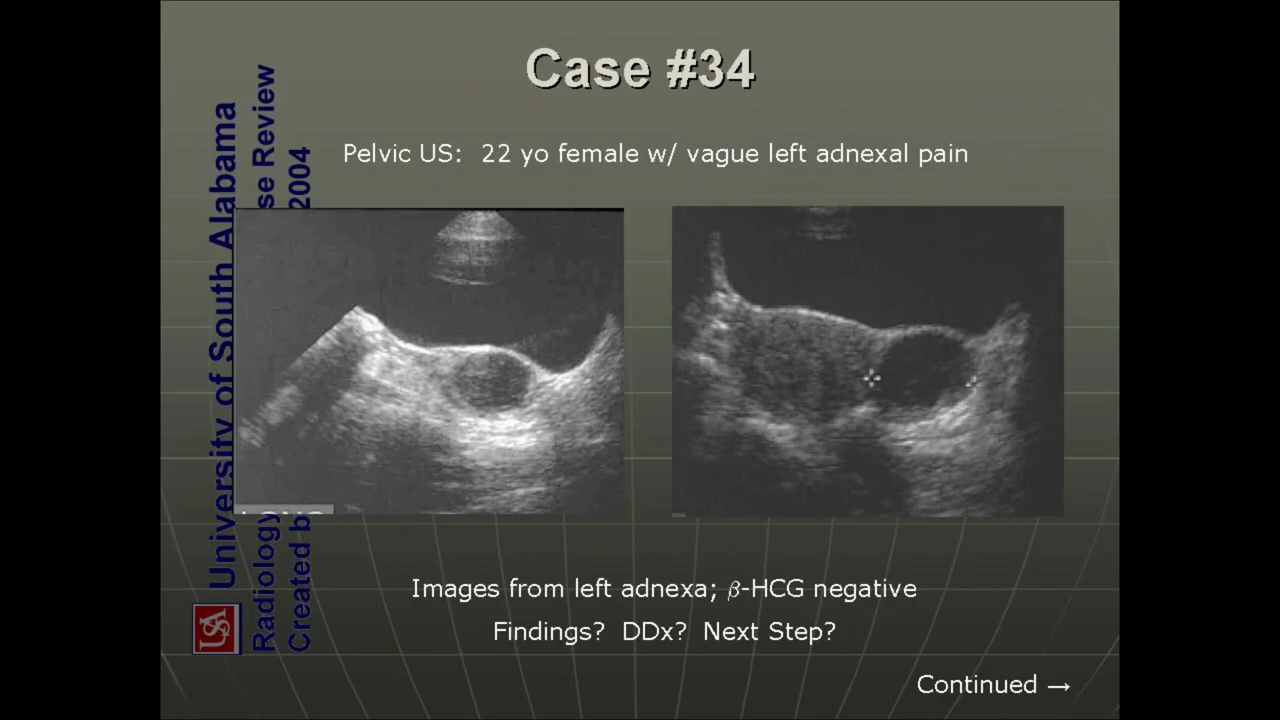 Case #34
Pelvic US: 22 yo female w/ vague left adnexal pain
University of South Alabama
Radiology
se Review
Created b
2004
USA
Images from left adnexa; β-HCG negative
Findings? DDx? Next Step?
Continued →